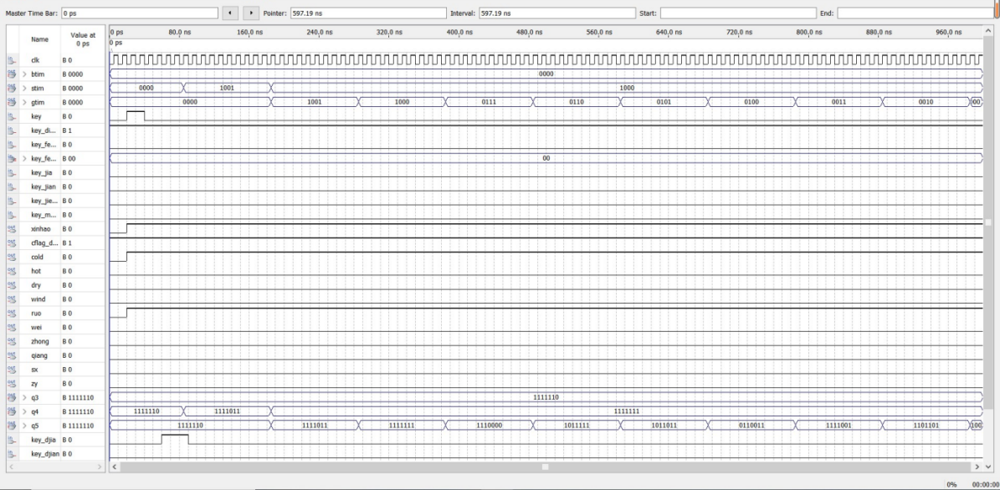 Master Time Bar: 0 ps Pointer: 597.19 ns Interval: 597.19 ns Start: End:
Name Value at 0 ps 0 ps 80.0 ns 160.0 ns 240.0 ns 320.0 ns 400.0 ns 480.0 ns 560.0 ns 640.0 ns 720.0 ns 800.0 ns 880.0 ns 960.0 ns
0 ps
clk B 0
> btim B 0000 0000
> stim B 0000 0000 1001 1000
> gtim B 0000 0000 1001 1000 0111 0110 0101 0100 0011 0010 00
key B 0
key_di... B 1
key_fe... B 0
> key_fe... B 00 00
key_jia B 0
key_jian B 0
key_jie... B 0
key_m... B 0
xinhao B 0
cflag_d... B 1
cold B 0
hot B 0
dry B 0
wind B 0
ruo B 0
wei B 0
zhong B 0
qiang B 0
sx B 0
zy B 0
> q3 B 1111110 1111110
> q4 B 1111110 1111110 1111011 1111111
> q5 B 1111110 1111110 1111011 1111111 1110000 1011111 1011011 0110011 1111001 1101101 100
key_djia B 0
key_djian B 0
0% 00:00:00